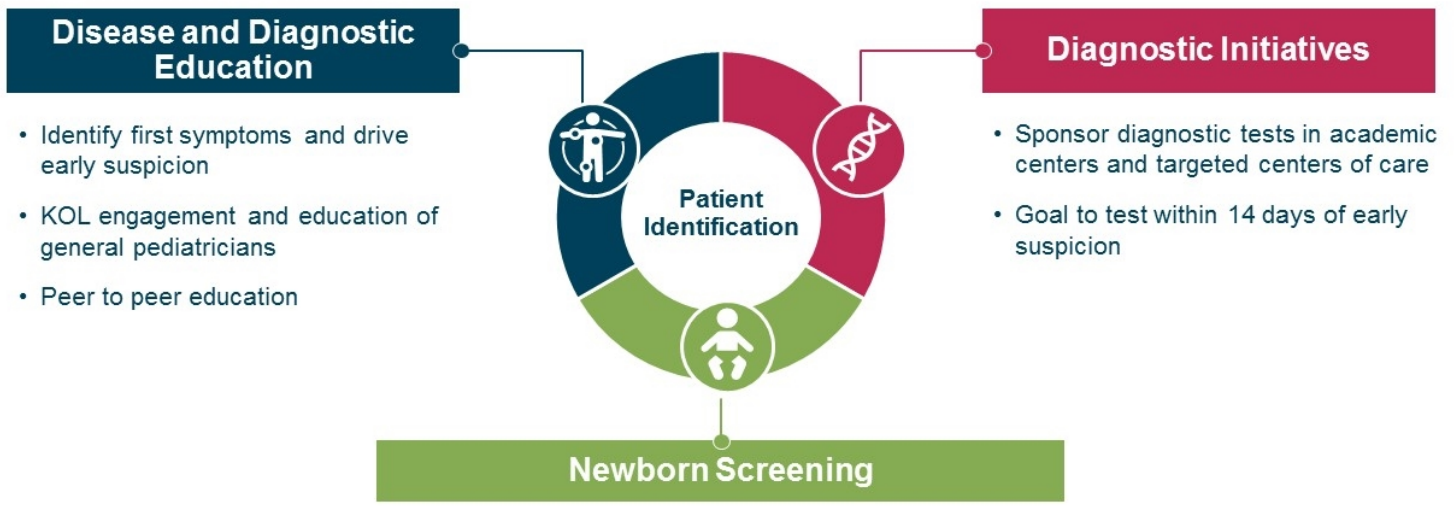 Disease and Diagnostic
Education
• Identify first symptoms and drive
early suspicion
• KOL engagement and education of
general pediatricians
• Peer to peer education
Patient
Identification
Diagnostic Initiatives
• Sponsor diagnostic tests in academic
centers and targeted centers of care
• Goal to test within 14 days of early
suspicion
Newborn Screening